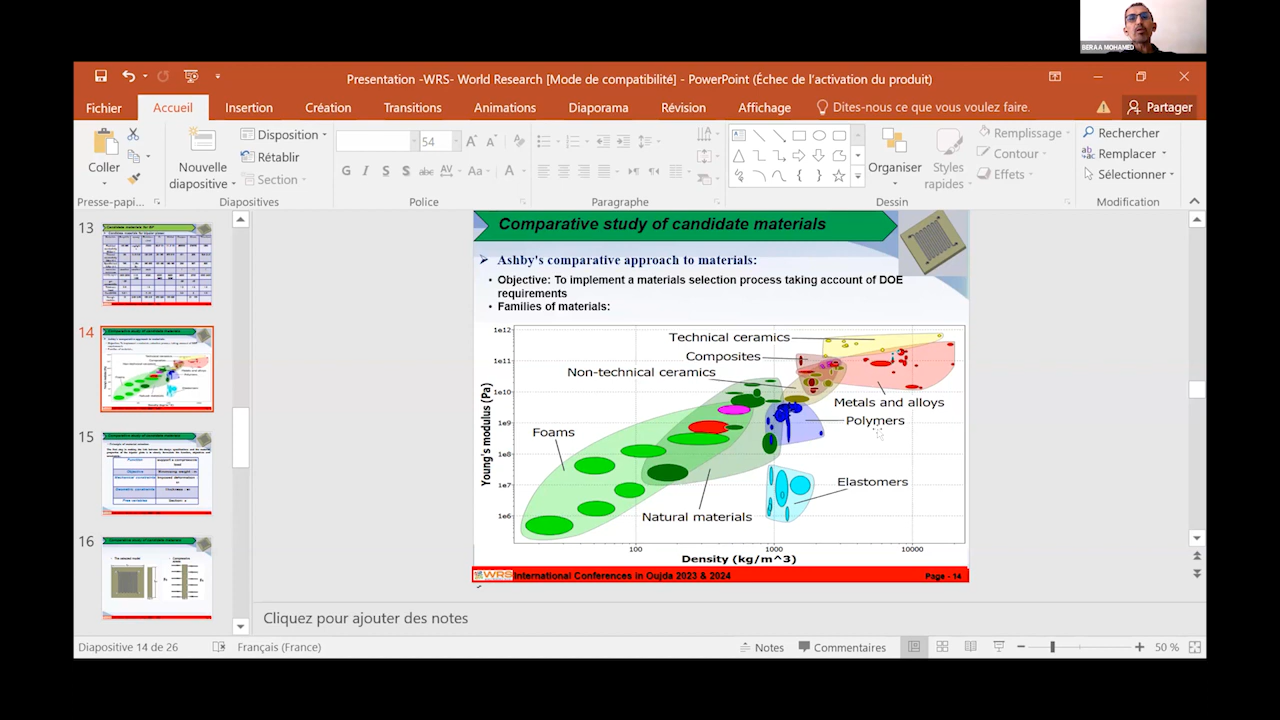 BERAA MOHAMED
Presentation -WRS- World Research [Mode de compatibilité] - PowerPoint (Échec de l'activation du produit)
Fichier Accueil Insertion Création Transitions Animations Diaporama Révision Affichage Dites-nous ce que vous voulez faire. Partager
Coller
Presse-papi...
Nouvelle diapositive
Disposition
Rétablir
Section
Diapositives
54
G I S S abc AV Aa A
Police
Paragraphe
Organiser
Styles rapides
Remplissage
Contour
Effets
Dessin
Rechercher
Remplacer
Sélectionner
Modification
13
14
15
16
Comparative study of candidate materials
Ashby's comparative approach to materials:
• Objective: To implement a materials selection process taking account of DOE
requirements
• Families of materials:
Young's modulus (Pa)
1e12
1e11
1e10
1e9
1e8
1e7
1e6
Technical ceramics
Composites
Non-technical ceramics
Metals and alloys
Polymers
Foams
Elastomers
Natural materials
100 1000 10000
Density (kg/m^3)
WRS International Conferences in Oujda 2023 & 2024 Page - 14
Cliquez pour ajouter des notes
Diapositive 14 de 26 Français (France) Notes Commentaires 50 %